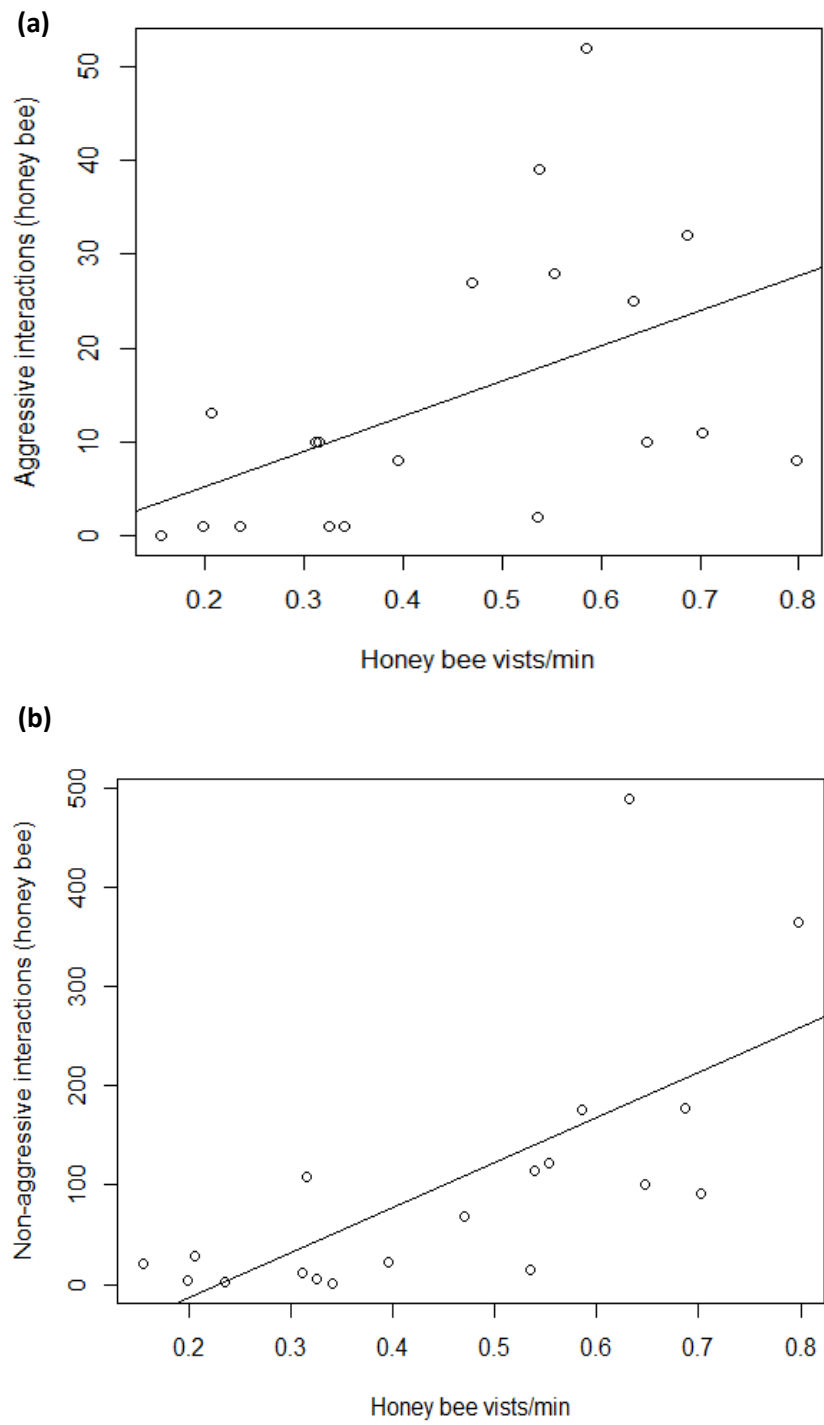 (a)
Aggressive interactions (honey bee)
50
40
30
20
10
0
0.2 0.3 0.4 0.5 0.6 0.7 0.8
Honey bee vists/min
(b)
Non-aggressive interactions (honey bee)
500
400
300
200
100
0
0.2 0.3 0.4 0.5 0.6 0.7 0.8
Honey bee vists/min